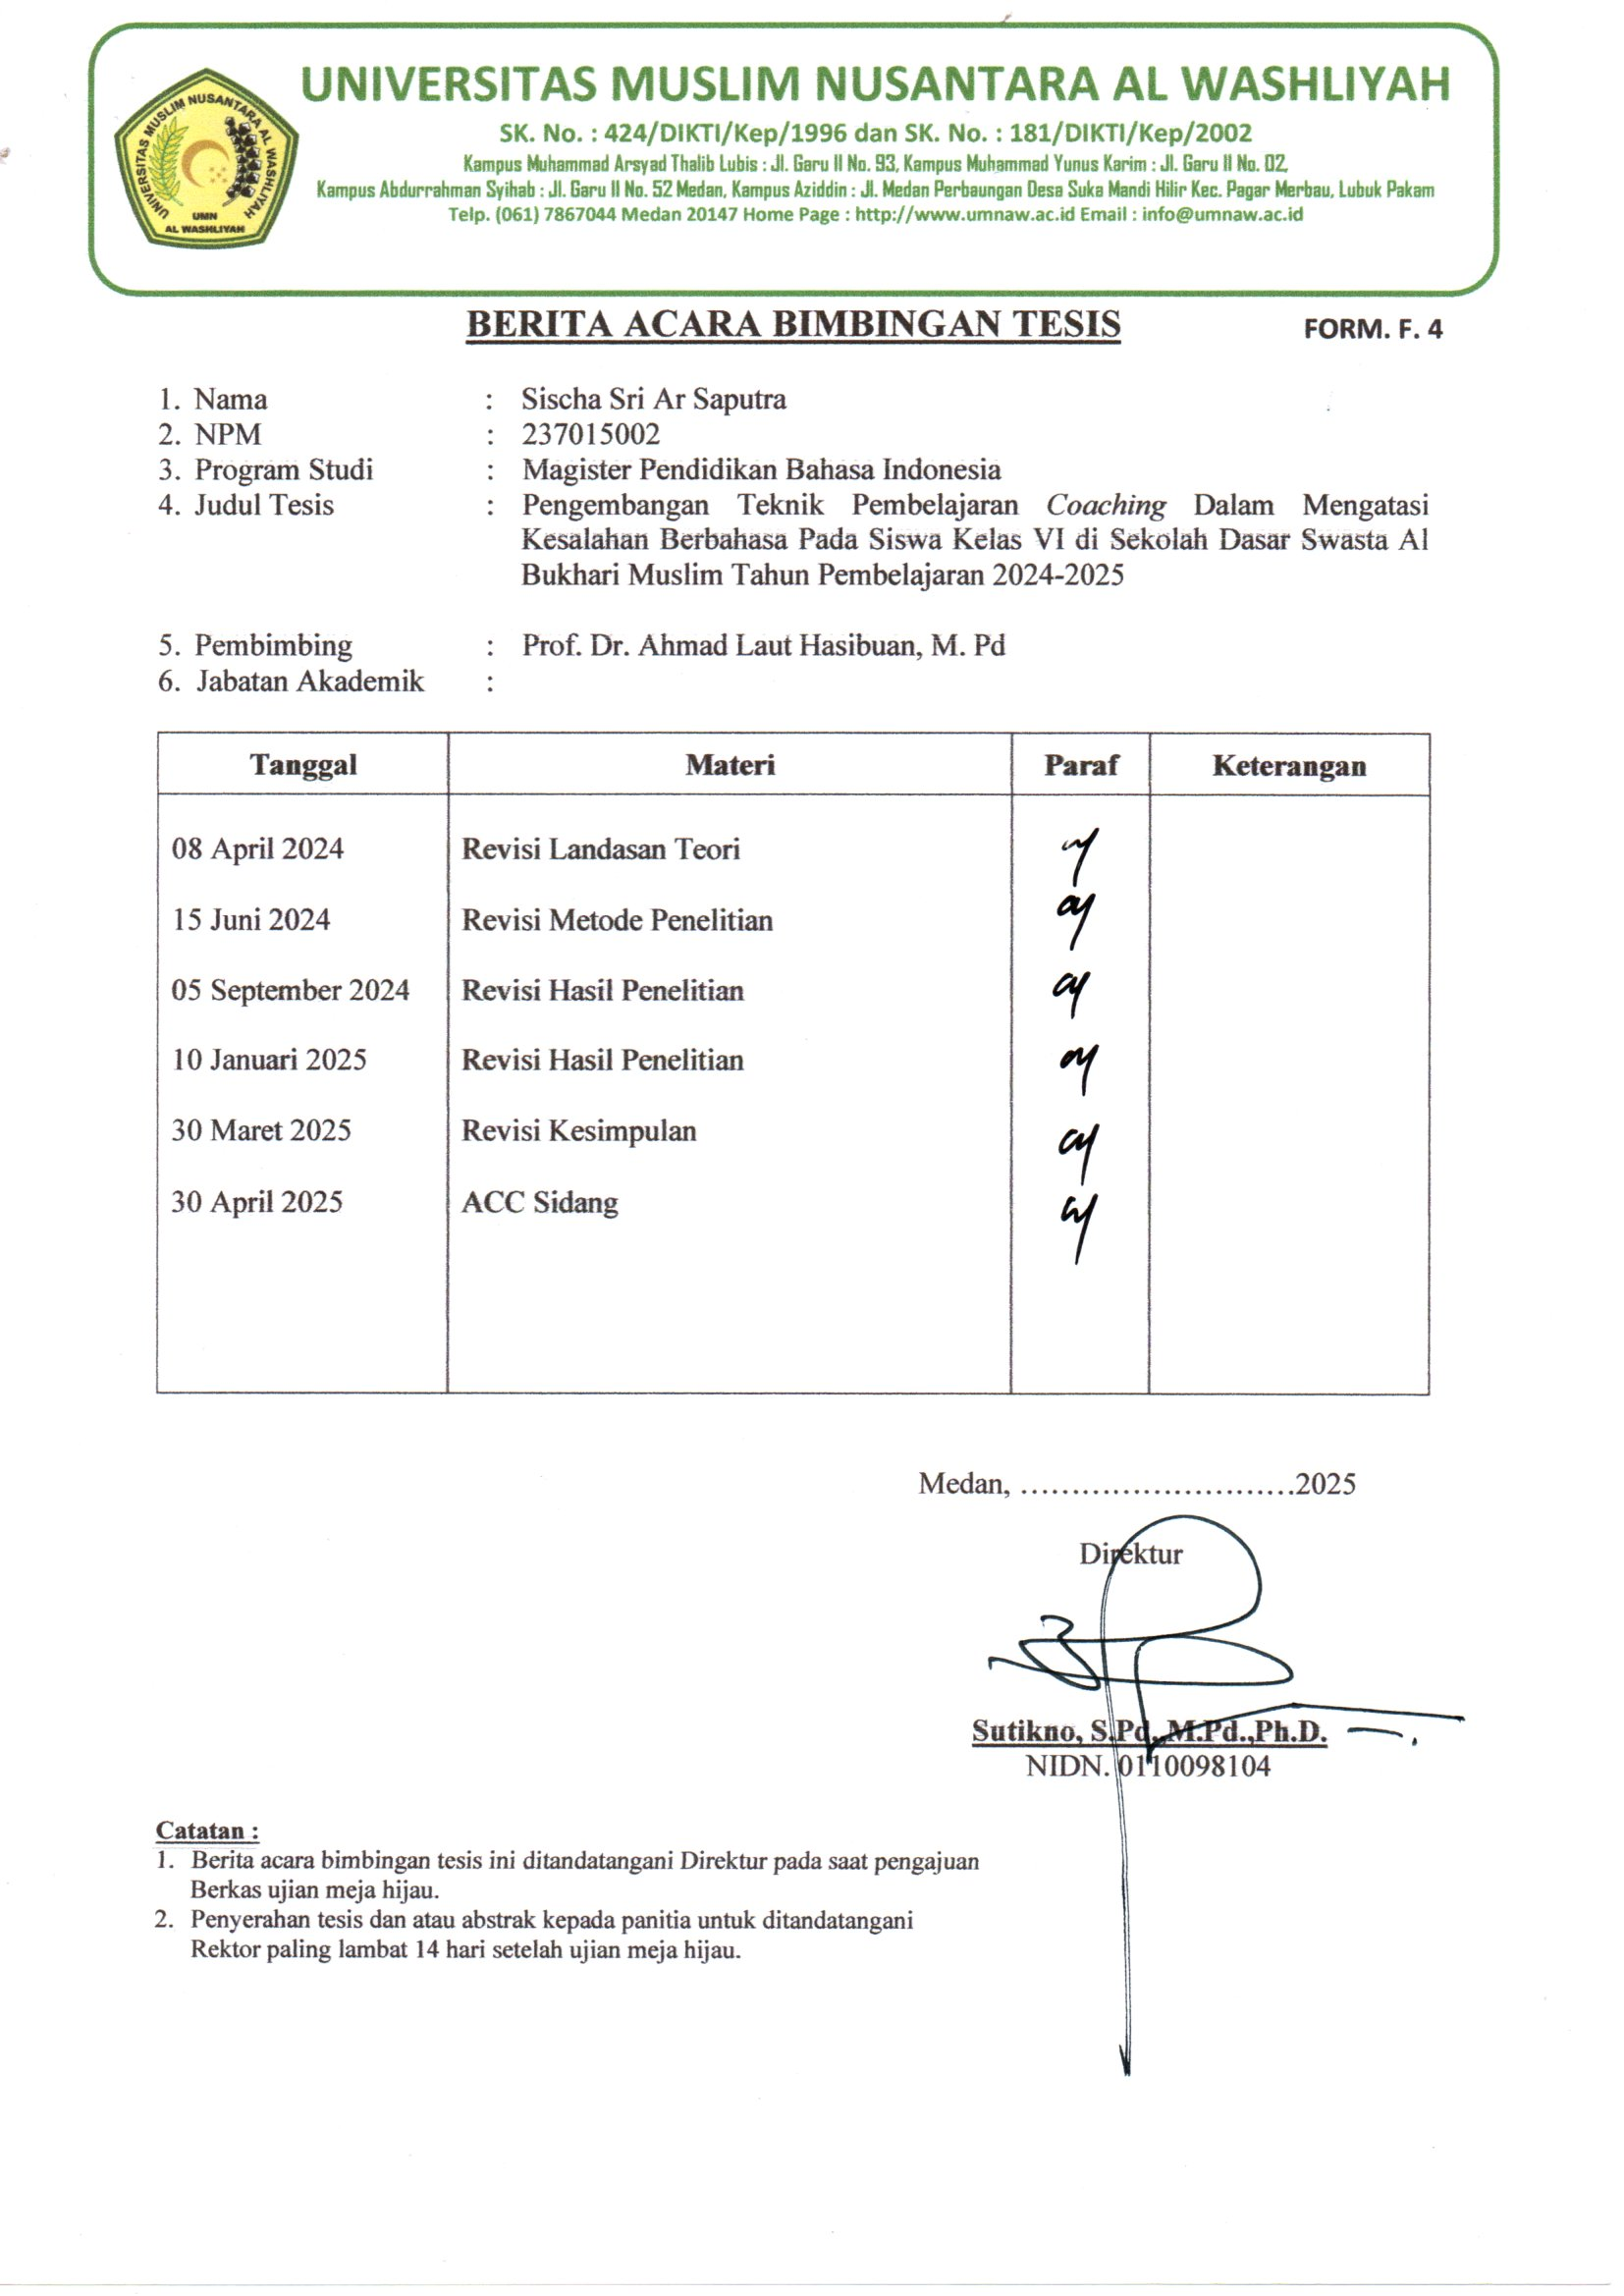 UNIVERSITAS MUSLIM NUSANTARA AL WASHLIYAH
UMN
AL WASHLIYAH
UNIVERSITAS MUSLIM NUSANTARA AL WASHLIYAH
SK. No. : 424/DIKTI/Kep/1996 dan SK. No. : 181/DIKTI/Kep/2002
Kampus Muhammad Arsyad Thalib Lubis : Jl. Garu II No. 93, Kampus Muhammad Yunus Karim : Jl. Garu II No. 02,
Kampus Abdurrahman Syihab : Jl. Garu II No. 52 Medan, Kampus Aziddin : Jl. Medan Perbaungan Desa Suka Mandi Hilir Kec. Pagar Merbau, Lubuk Pakam
Telp. (061) 7867044 Medan 20147 Home Page : http://www.umnaw.ac.id Email : info@umnaw.ac.id
BERITA ACARA BIMBINGAN TESIS FORM. F. 4
1. Nama : Sischa Sri Ar Saputra
2. NPM : 237015002
3. Program Studi : Magister Pendidikan Bahasa Indonesia
4. Judul Tesis : Pengembangan Teknik Pembelajaran Coaching Dalam Mengatasi
Kesalahan Berbahasa Pada Siswa Kelas VI di Sekolah Dasar Swasta Al
Bukhari Muslim Tahun Pembelajaran 2024-2025
5. Pembimbing : Prof. Dr. Ahmad Laut Hasibuan, M. Pd
6. Jabatan Akademik :
Tanggal Materi Paraf Keterangan
08 April 2024 Revisi Landasan Teori
15 Juni 2024 Revisi Metode Penelitian
05 September 2024 Revisi Hasil Penelitian
10 Januari 2025 Revisi Hasil Penelitian
30 Maret 2025 Revisi Kesimpulan
30 April 2025 ACC Sidang
Medan, ...........................2025
Direktur
Sutikno, S.Pd.,M.Pd.,Ph.D.
NIDN. 0110098104
Catatan :
1. Berita acara bimbingan tesis ini ditandatangani Direktur pada saat pengajuan
Berkas ujian meja hijau.
2. Penyerahan tesis dan atau abstrak kepada panitia untuk ditandatangani
Rektor paling lambat 14 hari setelah ujian meja hijau.